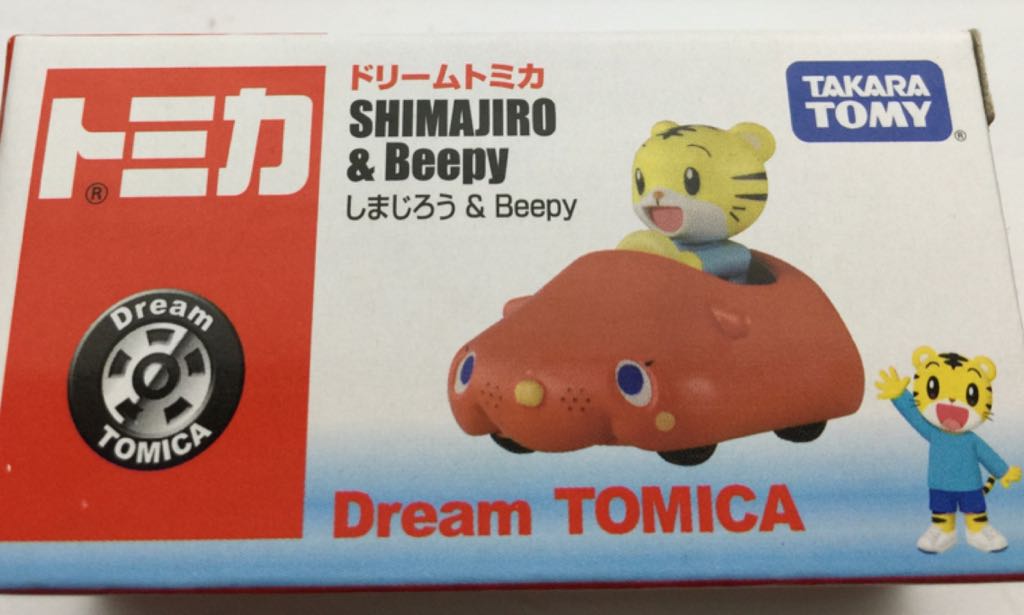 トミカ
®
Dream
TOMICA
ドリームトミカ
SHIMAJIRO
& Beepy
しまじろう & Beepy
TAKARA
TOMY
®
Dream TOMICA